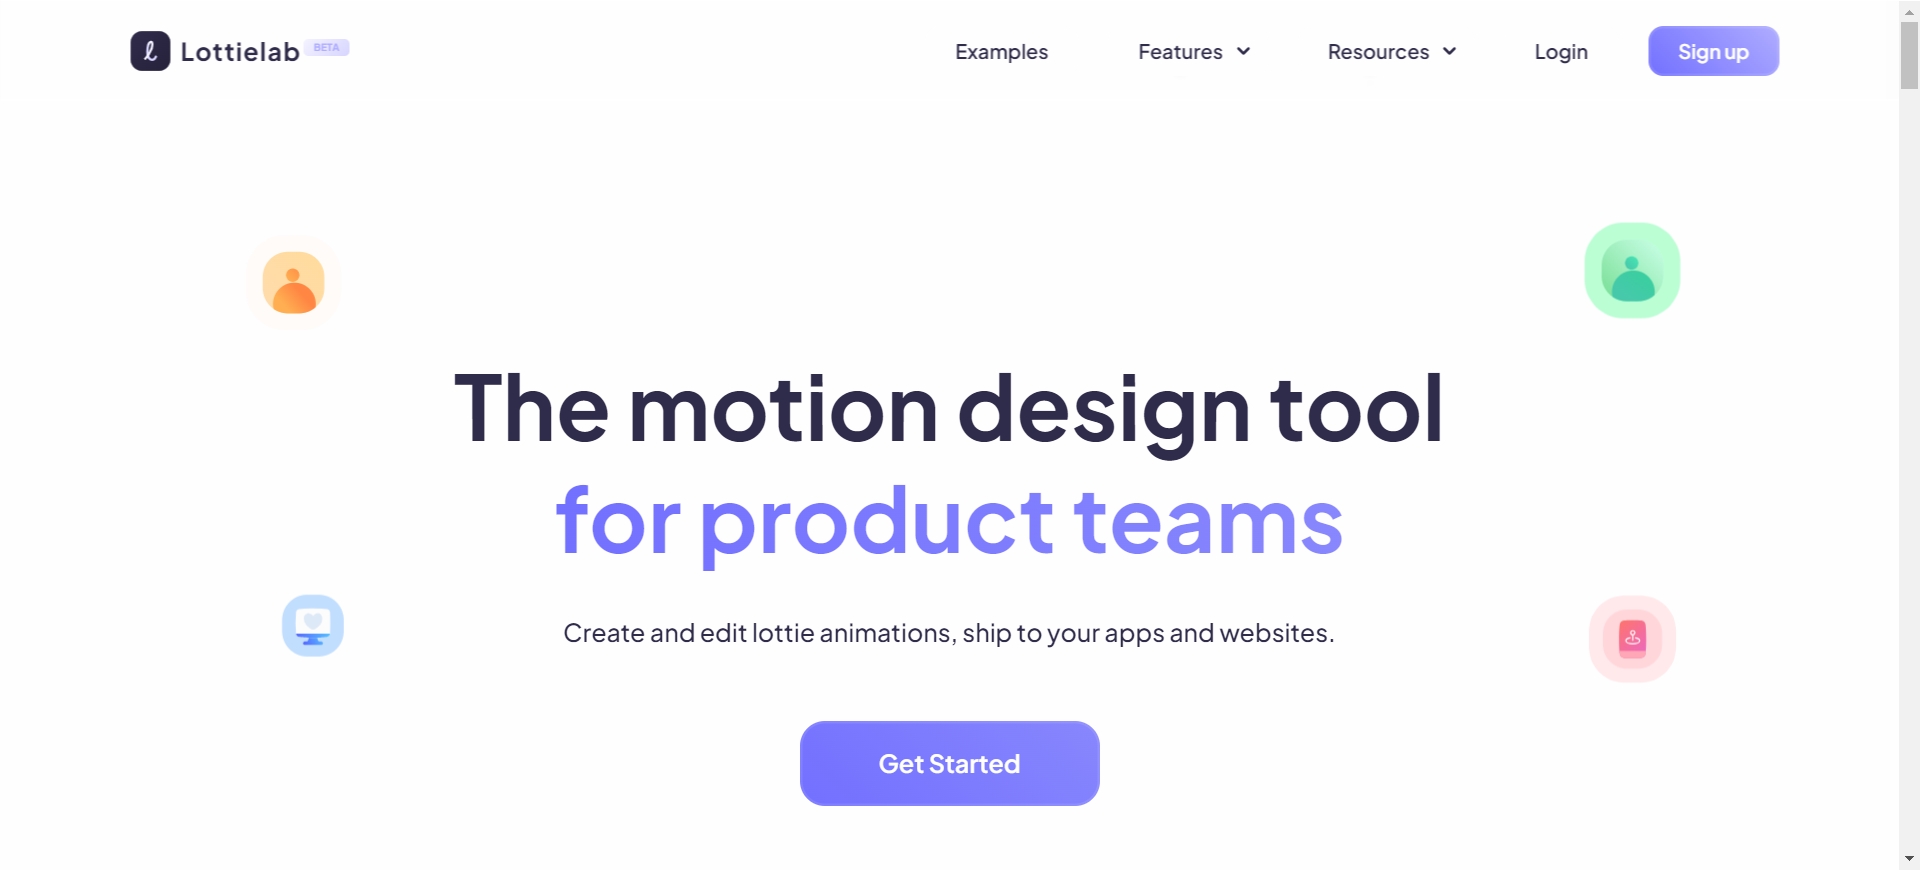 Lottielab BETA
Examples Features Resources Login Sign up
The motion design tool
for product teams
Create and edit lottie animations, ship to your apps and websites.
Get Started